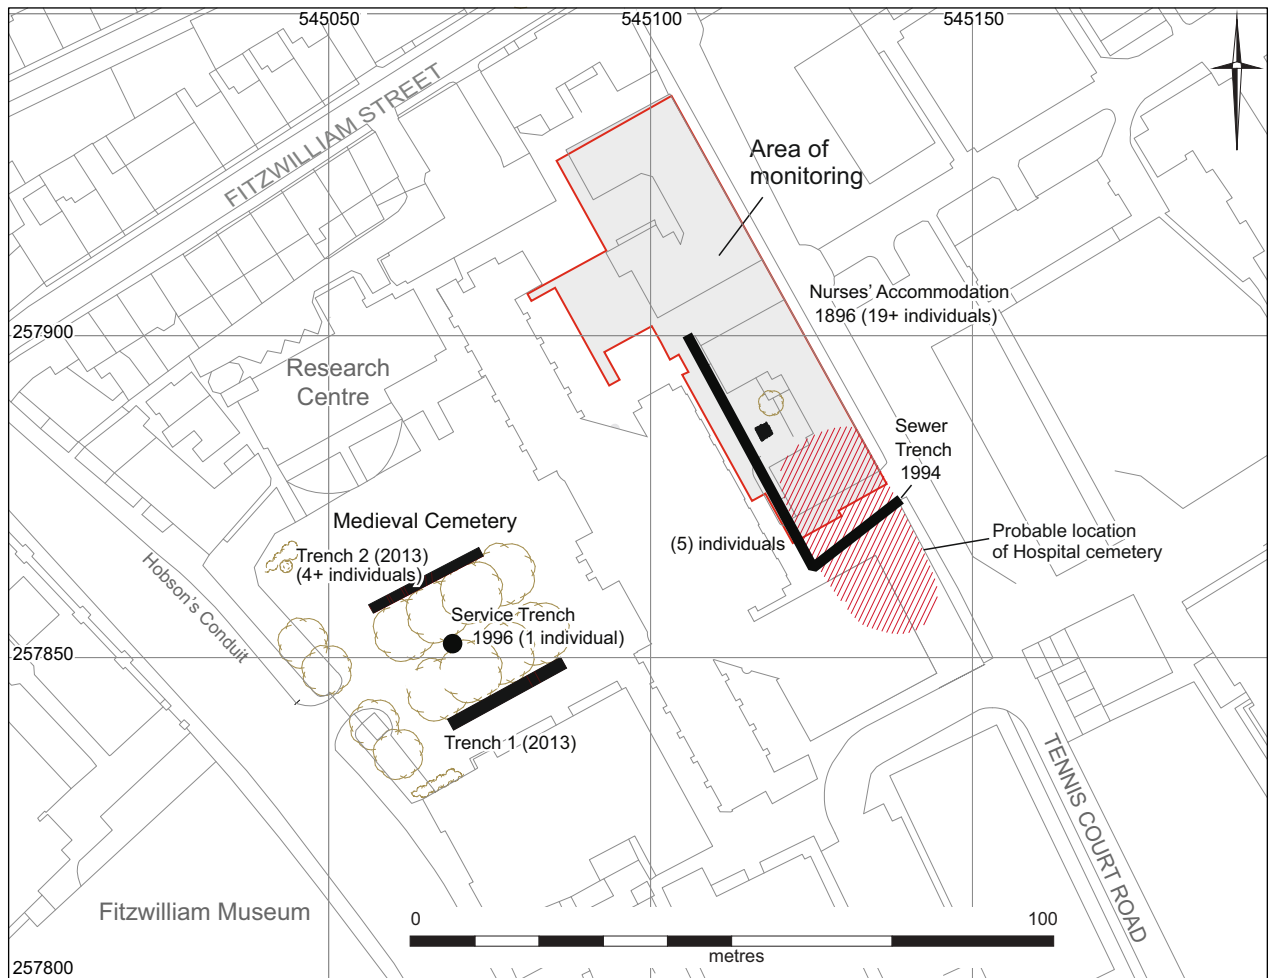 545050
545100
545150
FITZWILLIAM STREET
Area of
monitoring
Nurses' Accommodation
1896 (19+ individuals)
257900
Research
Centre
Sewer
Trench
1994
Medieval Cemetery
(5) individuals
Probable location
of Hospital cemetery
Trench 2 (2013)
(4+ individuals)
Hobson's Conduit
Service Trench
1996 (1 individual)
257850
Trench 1 (2013)
TENNIS COURT ROAD
Fitzwilliam Museum
0
100
metres
257800